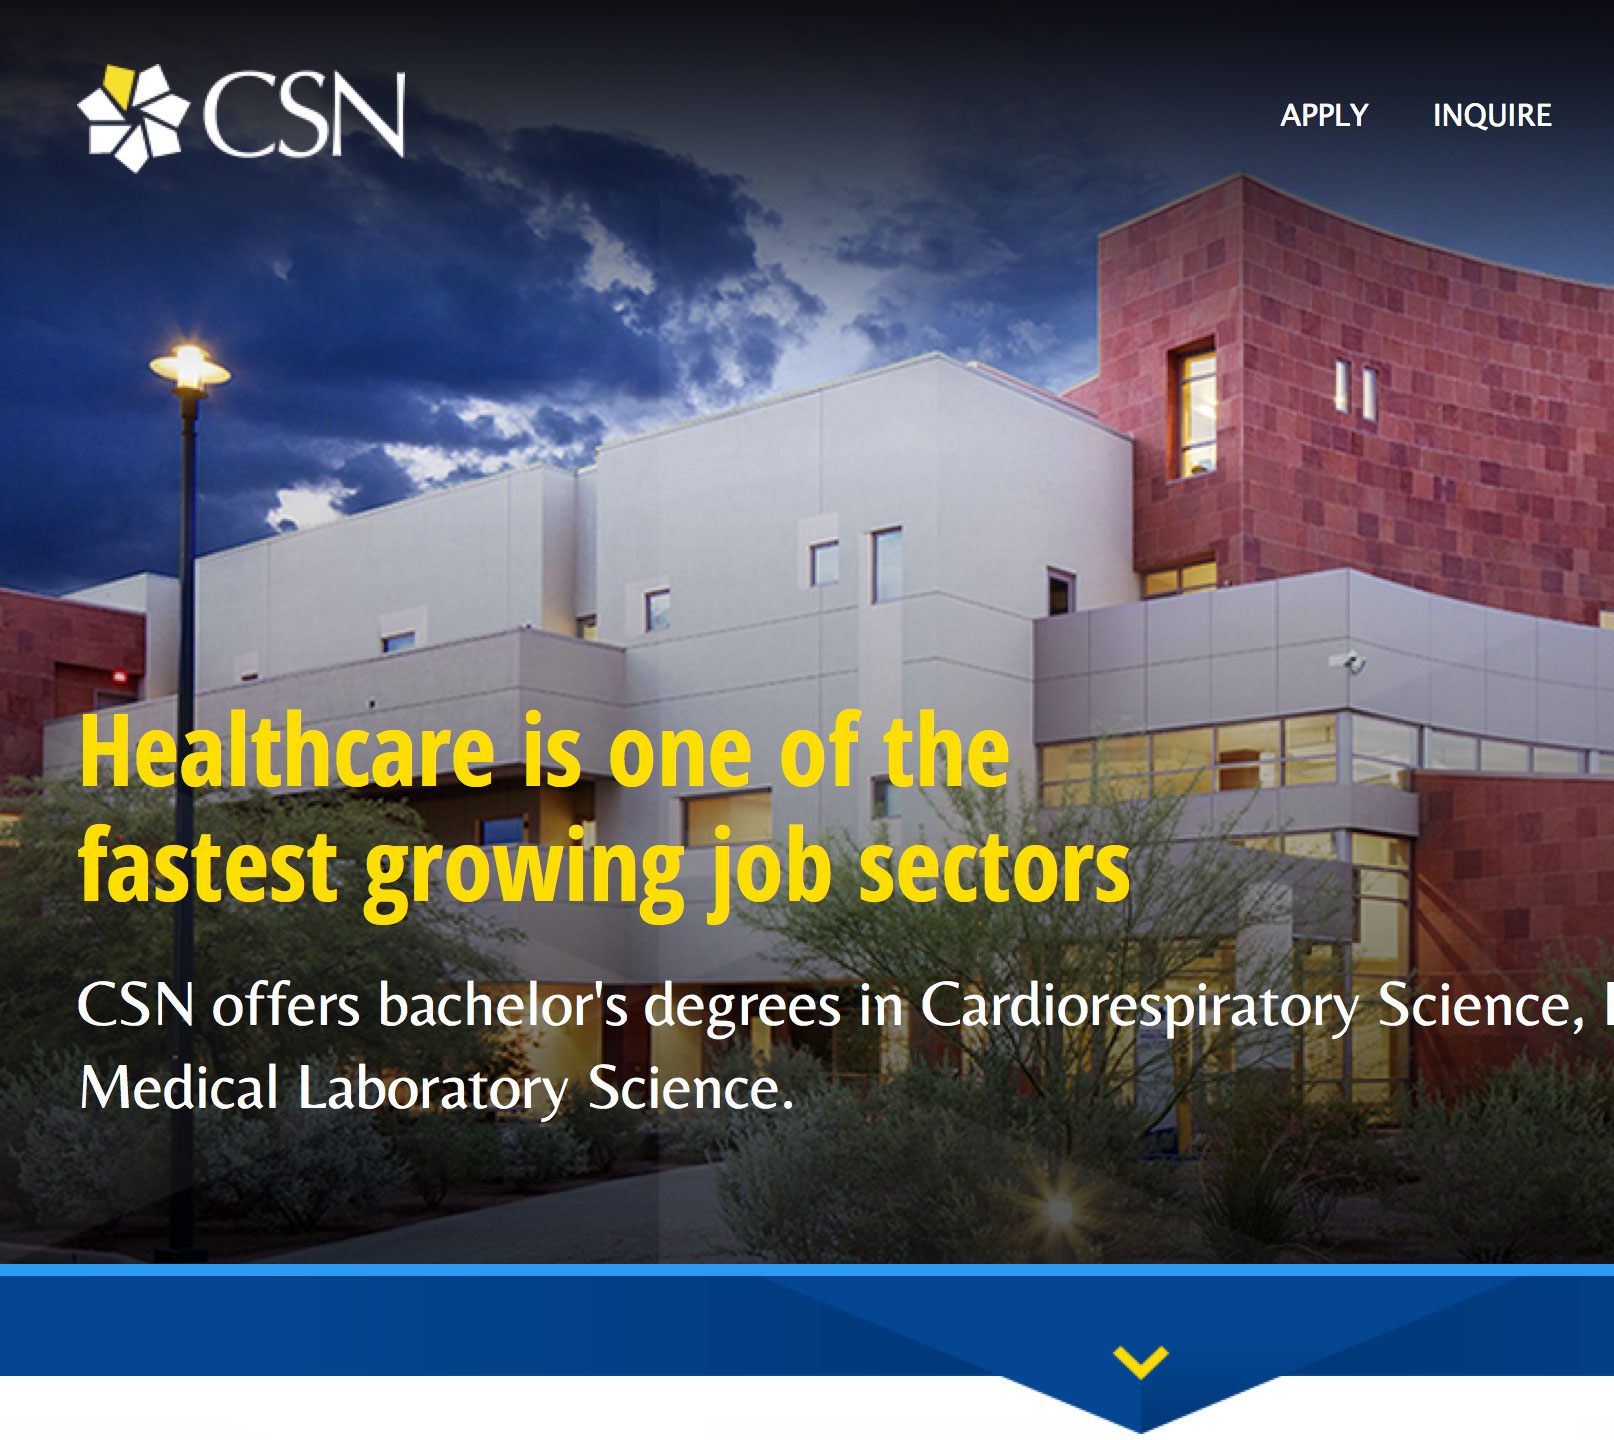 CSN
APPLY INQUIRE
Healthcare is one of the
fastest growing job sectors
CSN offers bachelor's degrees in Cardiorespiratory Science,
Medical Laboratory Science.